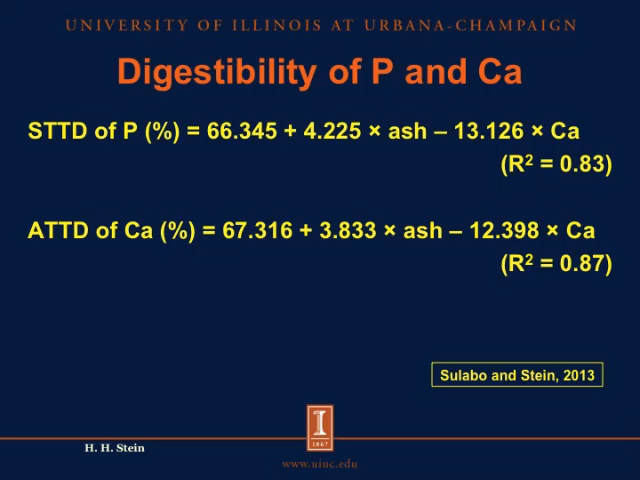 UNIVERSITY OF ILLINOIS AT URBANA-CHAMPAIGN
Digestibility of P and Ca
STTD of P (%) = 66.345 + 4.225 × ash – 13.126 × Ca
(R² = 0.83)
ATTD of Ca (%) = 67.316 + 3.833 × ash – 12.398 × Ca
(R² = 0.87)
Sulabo and Stein, 2013
I
1867
H. H. Stein
www.uiuc.edu